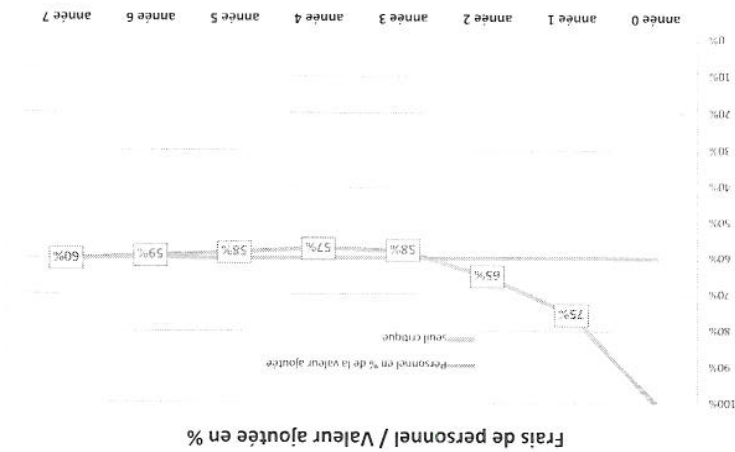 Frais de personnel / Valeur ajoutée en %
100%
90%
80%
70%
60%
50%
40%
30%
20%
10%
0%
Personnel en % de la valeur ajoutée
seuil critique
75%
65%
58%
57%
58%
59%
60%
année 0
année 1
année 2
année 3
année 4
année 5
année 6
année 7